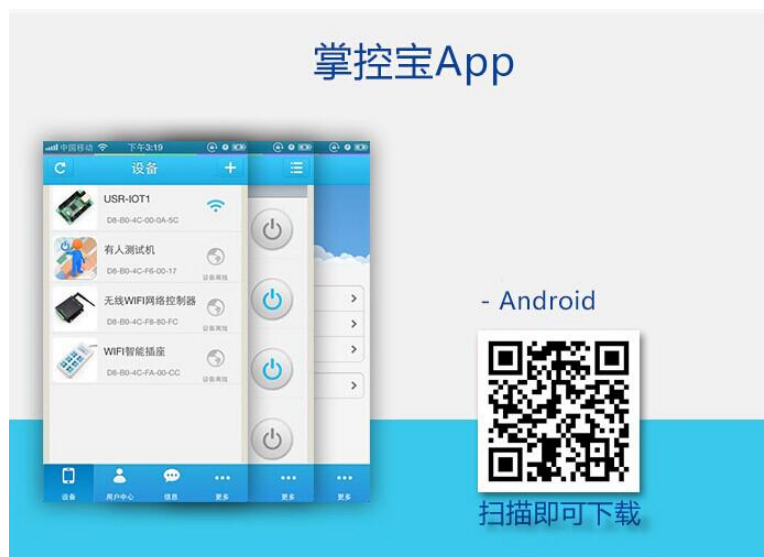 掌控宝App
中国移动 下午3:19
设备
USR-IOT1
D8-B0-4C-00-0A-5C
有人测试机
D8-B0-4C-F6-00-17
设备离线
无线WIFI网络控制器
D8-B0-4C-F8-80-FC
设备离线
WIFI智能插座
D8-B0-4C-FA-00-CC
设备离线
设备 用户中心 信息 更多 更多 更多
- Android
扫描即可下载